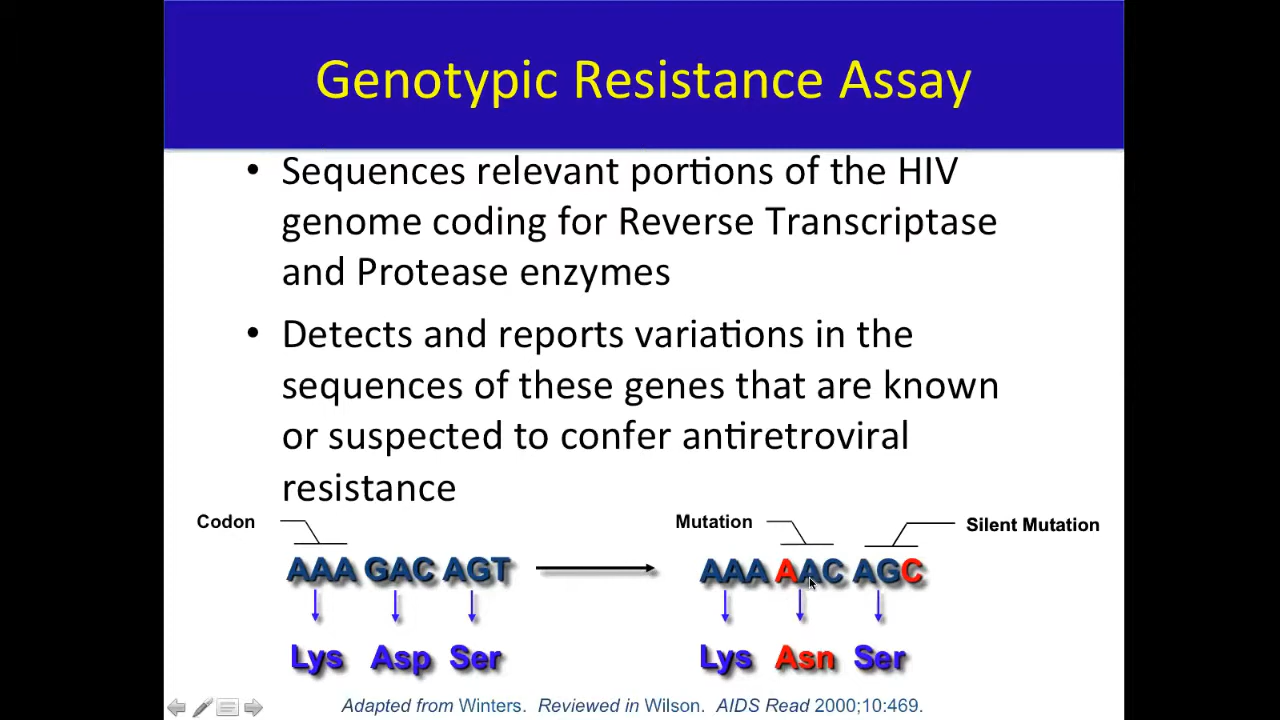 Genotypic Resistance Assay
• Sequences relevant portions of the HIV
genome coding for Reverse Transcriptase
and Protease enzymes
• Detects and reports variations in the
sequences of these genes that are known
or suspected to confer antiretroviral
resistance
Codon
Mutation
Silent Mutation
AAA GAC AGT
AAA AAC AGC
Lys Asp Ser
Lys Asn Ser
Adapted from Winters. Reviewed in Wilson. AIDS Read 2000;10:469.